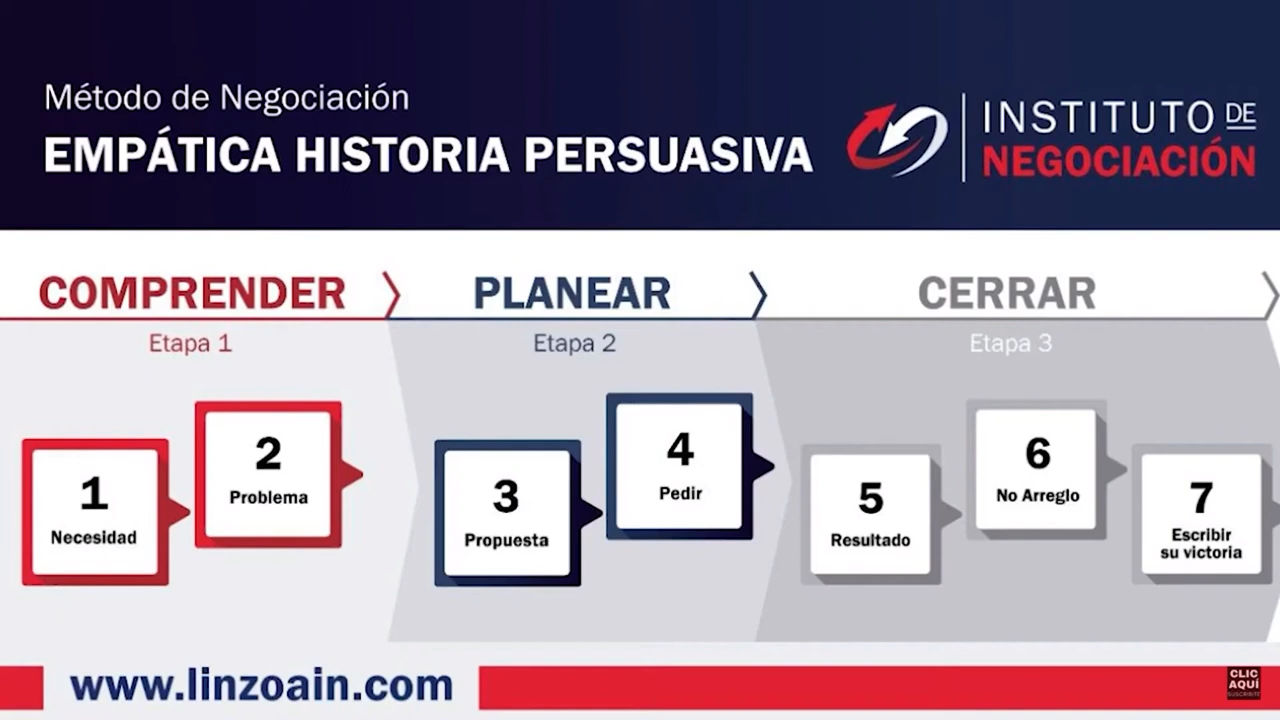 Método de Negociación
EMPÁTICA HISTORIA PERSUASIVA
INSTITUTO DE
NEGOCIACIÓN
COMPRENDER
PLANEAR
CERRAR
Etapa 1
Etapa 2
Etapa 3
1
Necesidad
2
Problema
3
Propuesta
4
Pedir
5
Resultado
6
No Arreglo
7
Escribir
su victoria
www.linzoain.com
CLIC
AQUÍ
SUSCRIBITE